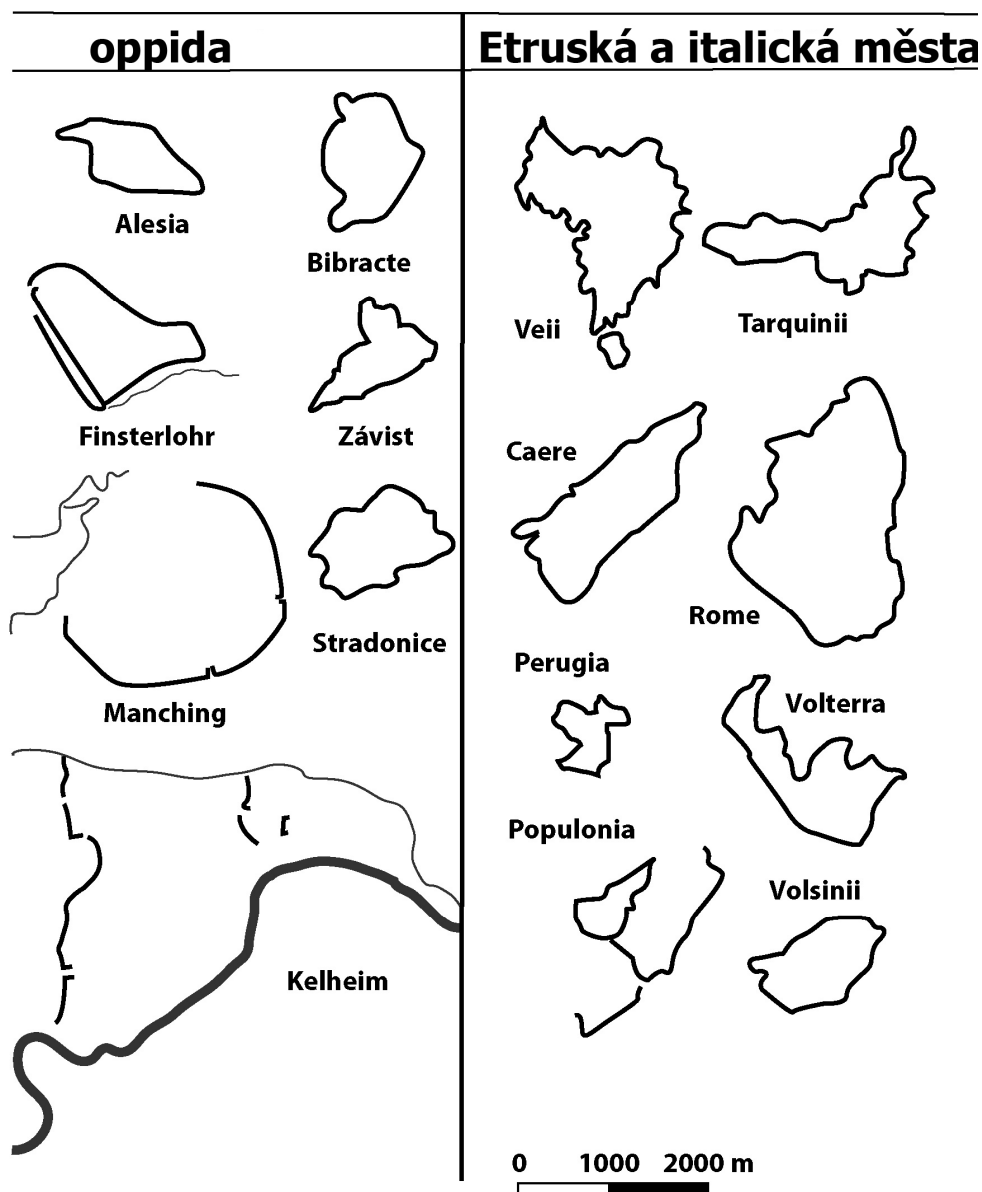 oppida
Alesia
Bibracte
Finsterlohr
Závist
Stradonice
Manching
Kelheim
Etruská a italická města
Veii
Tarquinii
Caere
Rome
Perugia
Volterra
Populonia
Volsinii
0 1000 2000 m